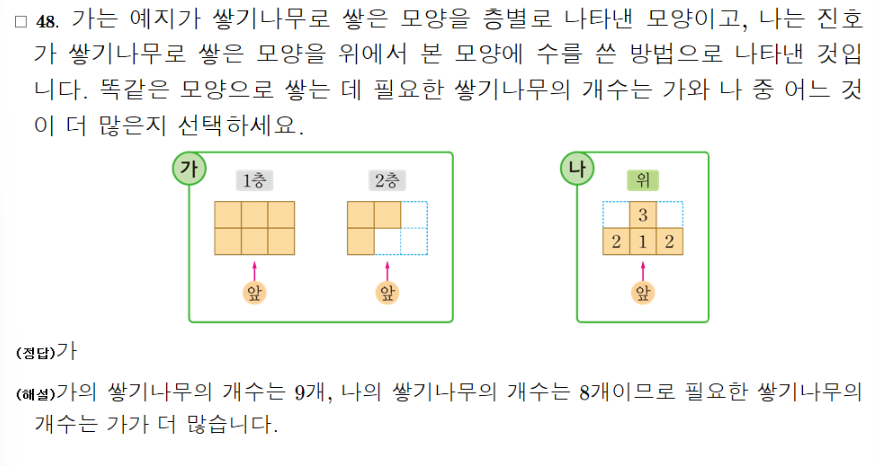 □ 48. 가는 예지가 쌓기나무로 쌓은 모양을 층별로 나타낸 모양이고, 나는 진호
가 쌓기나무로 쌓은 모양을 위에서 본 모양에 수를 쓴 방법으로 나타낸 것입
니다. 똑같은 모양으로 쌓는 데 필요한 쌓기나무의 개수는 가와 나 중 어느 것
이 더 많은지 선택하세요.
가
1층
2층
앞
앞
나
위
3
2 1 2
앞
(정답)가
(해설)가의 쌓기나무의 개수는 9개, 나의 쌓기나무의 개수는 8개이므로 필요한 쌓기나무의
개수는 가가 더 많습니다.